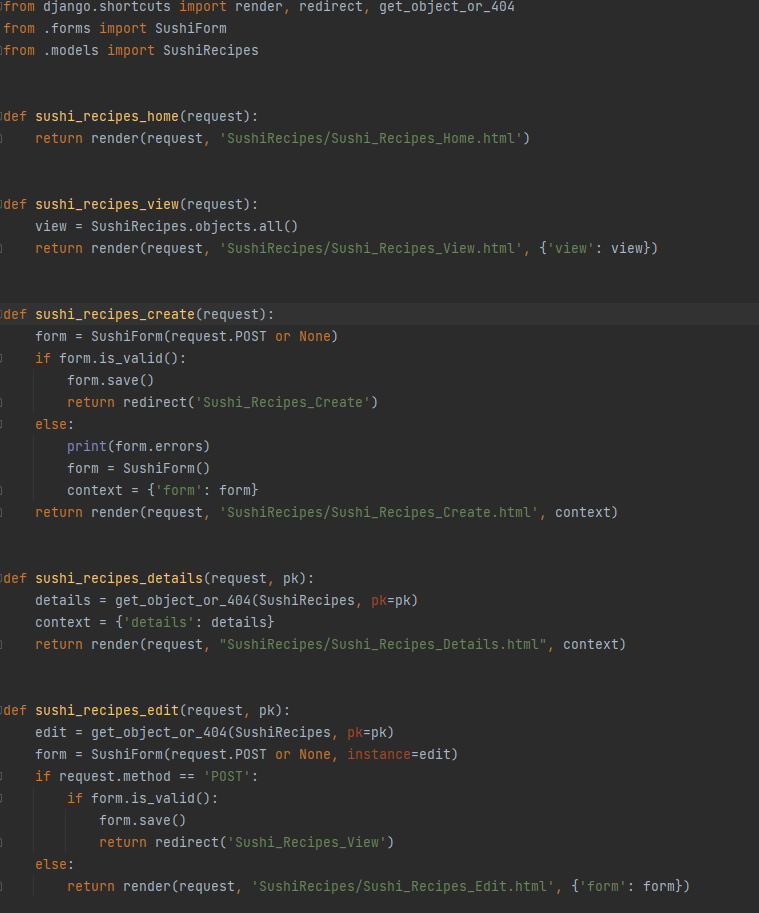 from django.shortcuts import render, redirect, get_object_or_404
from .forms import SushiForm
from .models import SushiRecipes
def sushi_recipes_home(request):
    return render(request, 'SushiRecipes/Sushi_Recipes_Home.html')
def sushi_recipes_view(request):
    view = SushiRecipes.objects.all()
    return render(request, 'SushiRecipes/Sushi_Recipes_View.html', {'view': view})
def sushi_recipes_create(request):
    form = SushiForm(request.POST or None)
    if form.is_valid():
        form.save()
        return redirect('Sushi_Recipes_Create')
    else:
        print(form.errors)
        form = SushiForm()
        context = {'form': form}
    return render(request, 'SushiRecipes/Sushi_Recipes_Create.html', context)
def sushi_recipes_details(request, pk):
    details = get_object_or_404(SushiRecipes, pk=pk)
    context = {'details': details}
    return render(request, "SushiRecipes/Sushi_Recipes_Details.html", context)
def sushi_recipes_edit(request, pk):
    edit = get_object_or_404(SushiRecipes, pk=pk)
    form = SushiForm(request.POST or None, instance=edit)
    if request.method == 'POST':
        if form.is_valid():
            form.save()
            return redirect('Sushi_Recipes_View')
    else:
        return render(request, 'SushiRecipes/Sushi_Recipes_Edit.html', {'form': form})